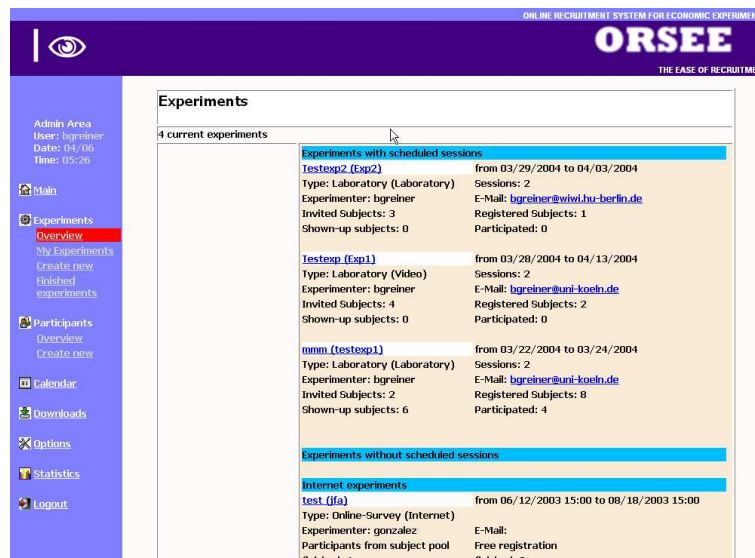 ONLINE RECRUITMENT SYSTEM FOR ECONOMIC EXPERIME
ORSEE
THE EASE OF RECRUITME
Admin Area
User: bgreiner
Date: 04/06
Time: 05:26
Main
Experiments
Overview
My Experiments
Create new
Finished
experiments
Participants
Overview
Create new
Calendar
Downloads
Options
Statistics
Logout
Experiments
4 current experiments
Experiments with scheduled sessions
Testexp2 (Exp2) from 03/29/2004 to 04/03/2004
Type: Laboratory (Laboratory) Sessions: 2
Experimenter: bgreiner E-Mail: bgreiner@wiwi.hu-berlin.de
Invited Subjects: 3 Registered Subjects: 1
Shown-up subjects: 0 Participated: 0
Testexp (Exp1) from 03/28/2004 to 04/13/2004
Type: Laboratory (Video) Sessions: 2
Experimenter: bgreiner E-Mail: bgreiner@uni-koeln.de
Invited Subjects: 4 Registered Subjects: 2
Shown-up subjects: 0 Participated: 0
mmm (testexp1) from 03/22/2004 to 03/24/2004
Type: Laboratory (Laboratory) Sessions: 2
Experimenter: bgreiner E-Mail: bgreiner@uni-koeln.de
Invited Subjects: 2 Registered Subjects: 8
Shown-up subjects: 6 Participated: 4
Experiments without scheduled sessions
Internet experiments
test (jfa) from 06/12/2003 15:00 to 08/18/2003 15:00
Type: Online-Survey (Internet)
Experimenter: gonzalez E-Mail:
Participants from subject pool Free registration